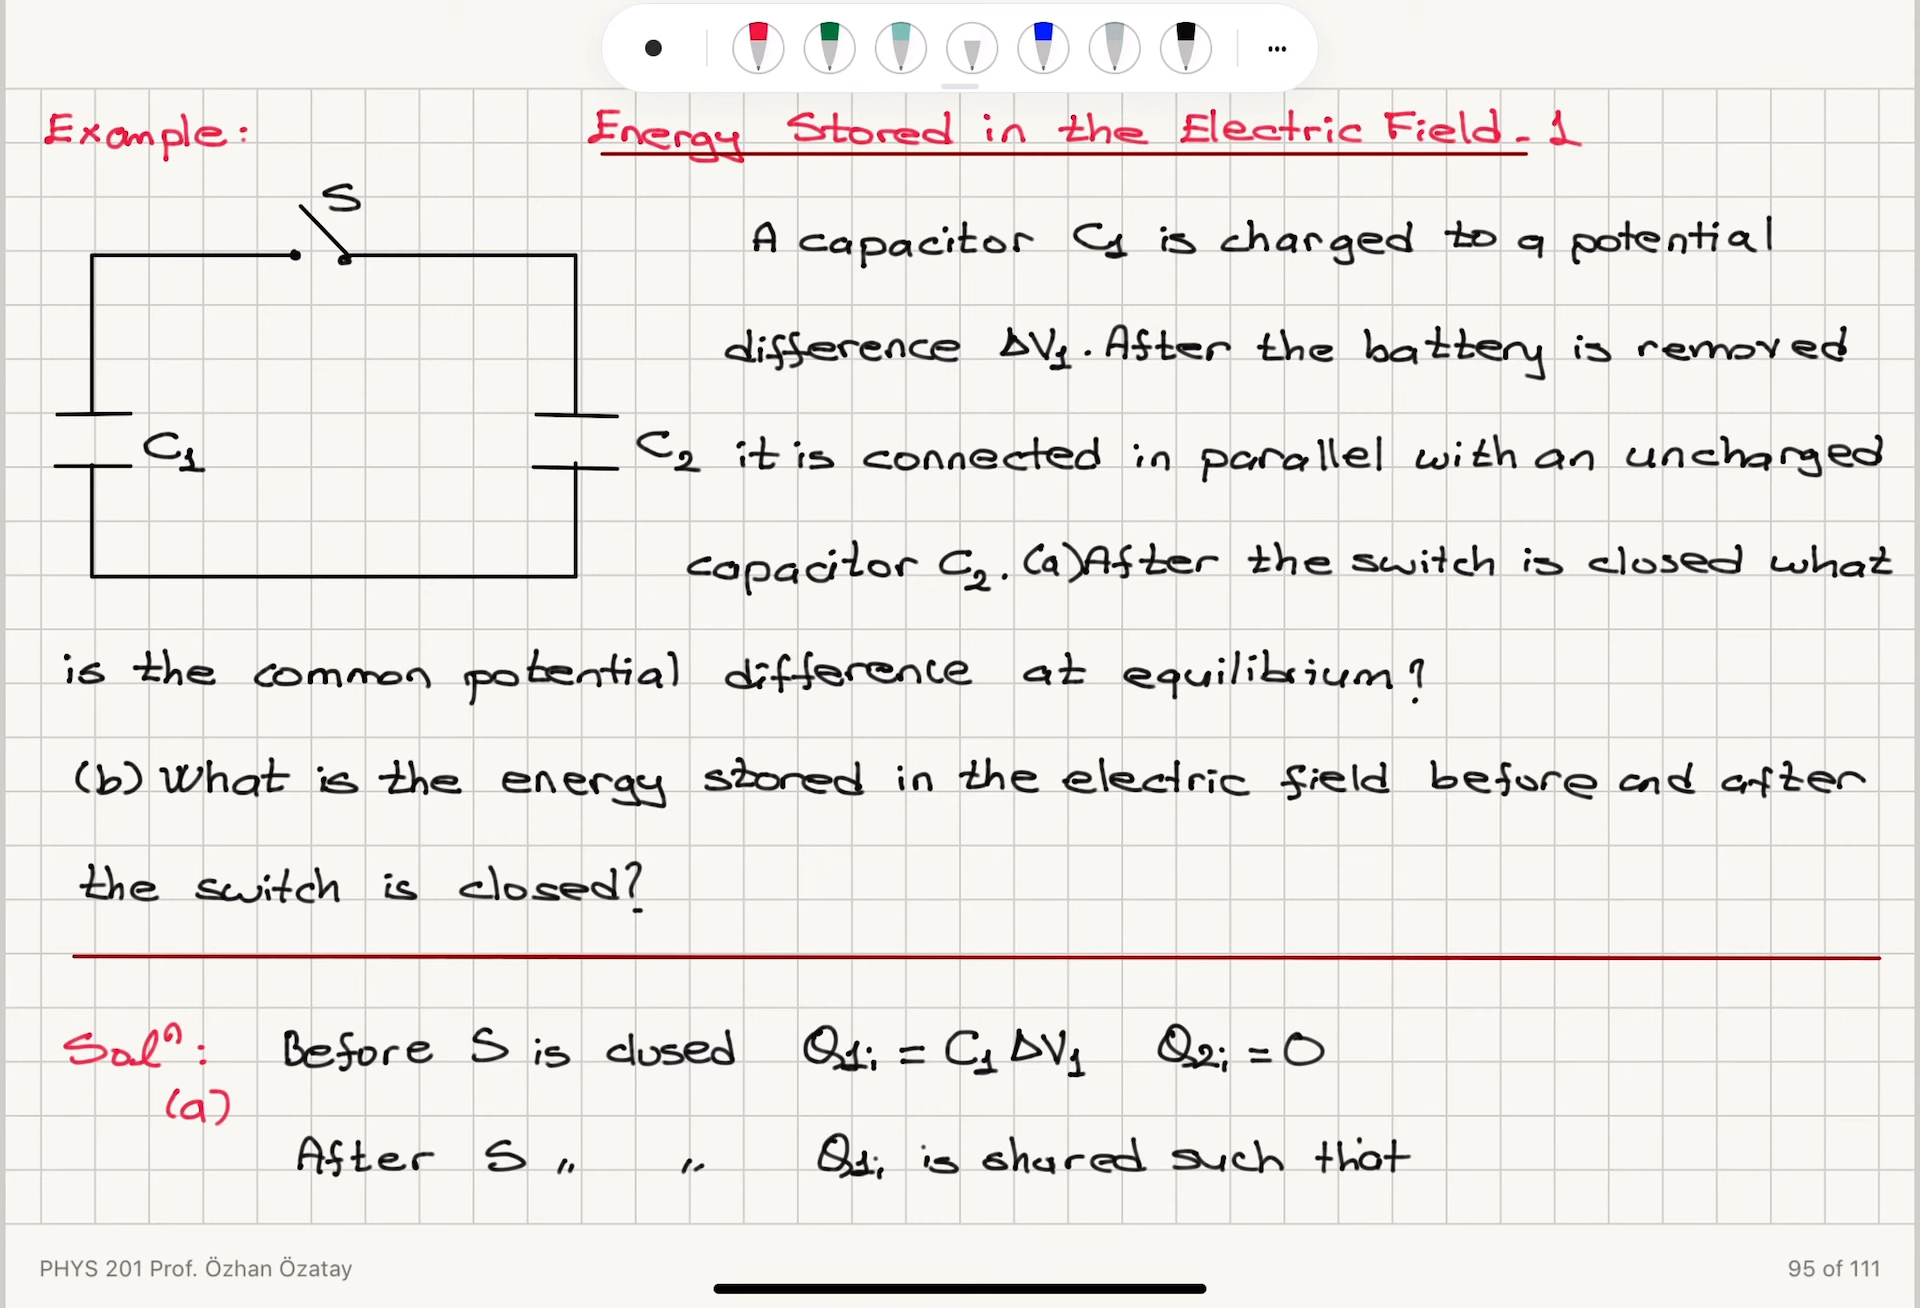 Example: Energy Stored in the Electric Field - 1
S
A capacitor C1 is charged to a potential
difference ΔV1. After the battery is removed
C1 C2 it is connected in parallel with an uncharged
capacitor C2. (a) After the switch is closed what
is the common potential difference at equilibrium?
(b) What is the energy stored in the electric field before and after
the switch is closed?
Solⁿ: Before S is closed Q1i = C1 ΔV1 Q2i = 0
(a)
After S " " Q1i is shared such that
PHYS 201 Prof. Özhan Özatay 95 of 111